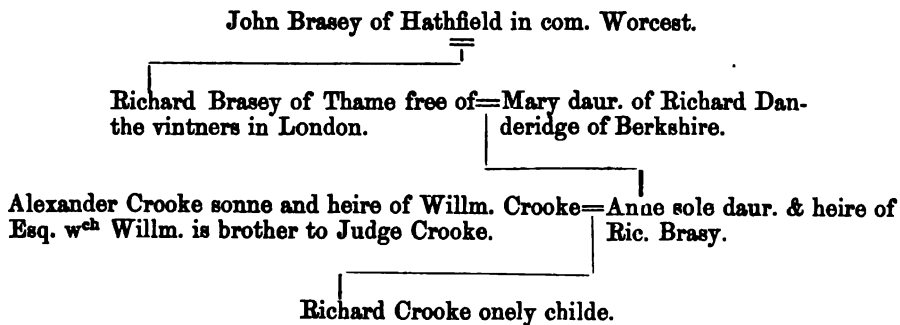 John Brasey of Hathfield in com. Worcest.
Richard Brasey of Thame free of=Mary daur. of Richard Dan-
the vintners in London. deridge of Berkshire.
Alexander Crooke sonne and heire of Willm. Crooke=Anne sole daur. & heire of
Esq. wch Willm. is brother to Judge Crooke. Ric. Brasy.
Richard Crooke onely childe.